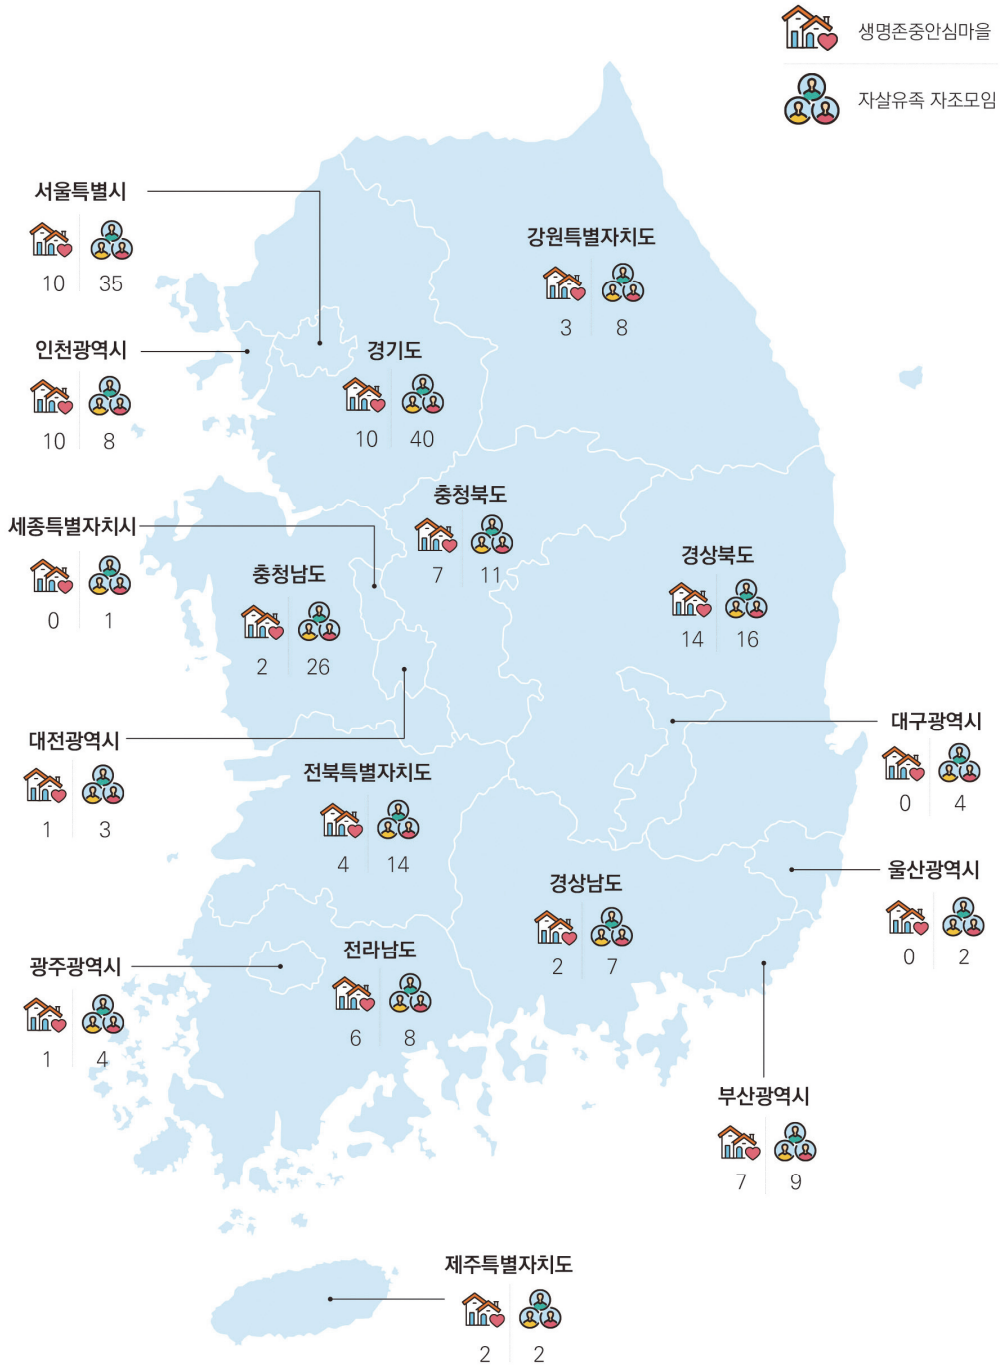 생명존중안심마을
자살유족 자조모임
서울특별시
10 35
강원특별자치도
3 8
인천광역시
10 8
경기도
10 40
충청북도
7 11
세종특별자치시
0 1
충청남도
2 26
경상북도
14 16
대전광역시
1 3
대구광역시
0 4
전북특별자치도
4 14
울산광역시
0 2
경상남도
2 7
전라남도
6 8
광주광역시
1 4
부산광역시
7 9
제주특별자치도
2 2